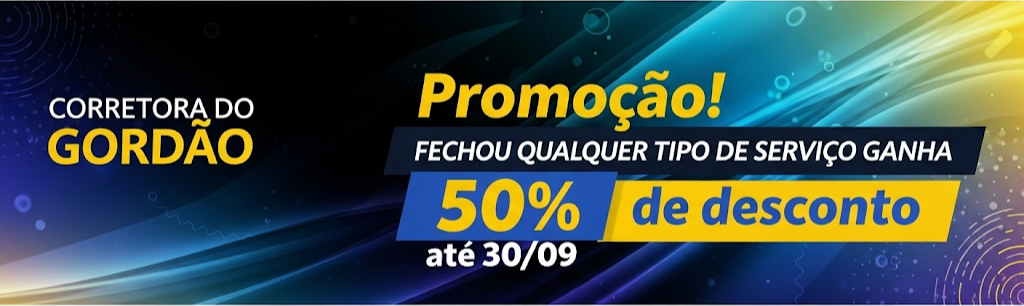 CORRETORA DO
GORDÃO
Promoção!
FECHOU QUALQUER TIPO DE SERVIÇO GANHA
50% de desconto
até 30/09